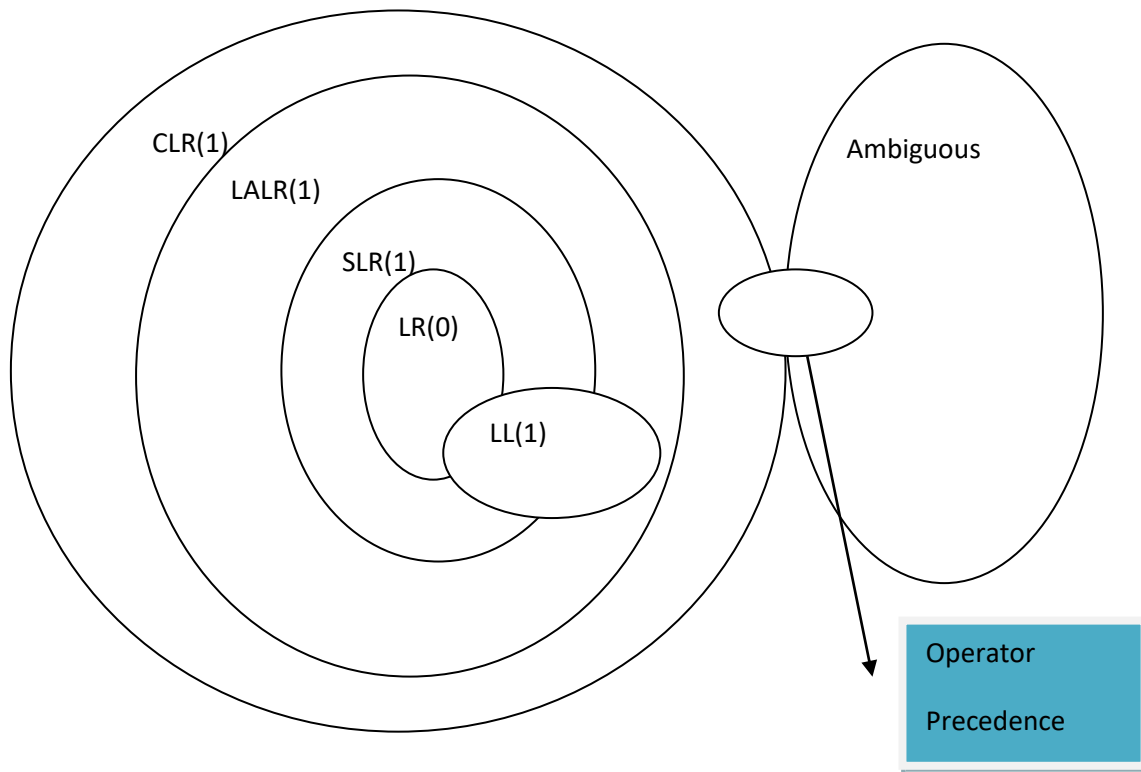 CLR(1)
Ambiguous
LALR(1)
SLR(1)
LR(0)
LL(1)
Operator
Precedence